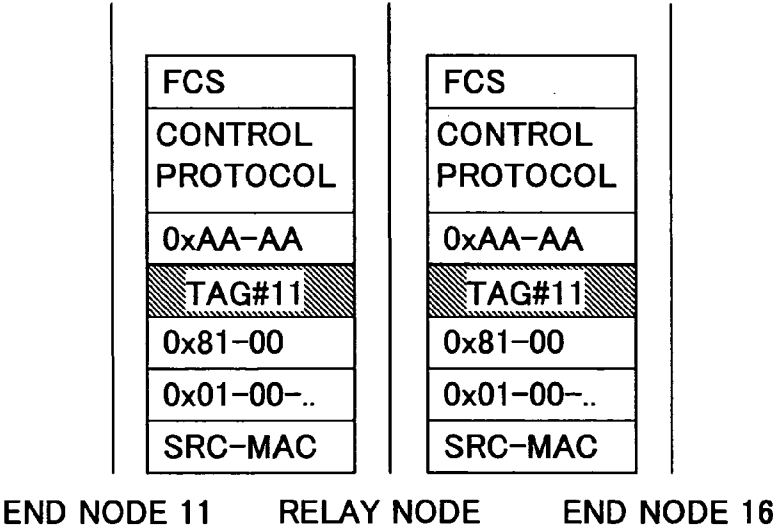 FCS
CONTROL
PROTOCOL
0xAA-AA
TAG#11
0x81-00
0x01-00-..
SRC-MAC
FCS
CONTROL
PROTOCOL
0xAA-AA
TAG#11
0x81-00
0x01-00-..
SRC-MAC
END NODE 11 RELAY NODE END NODE 16